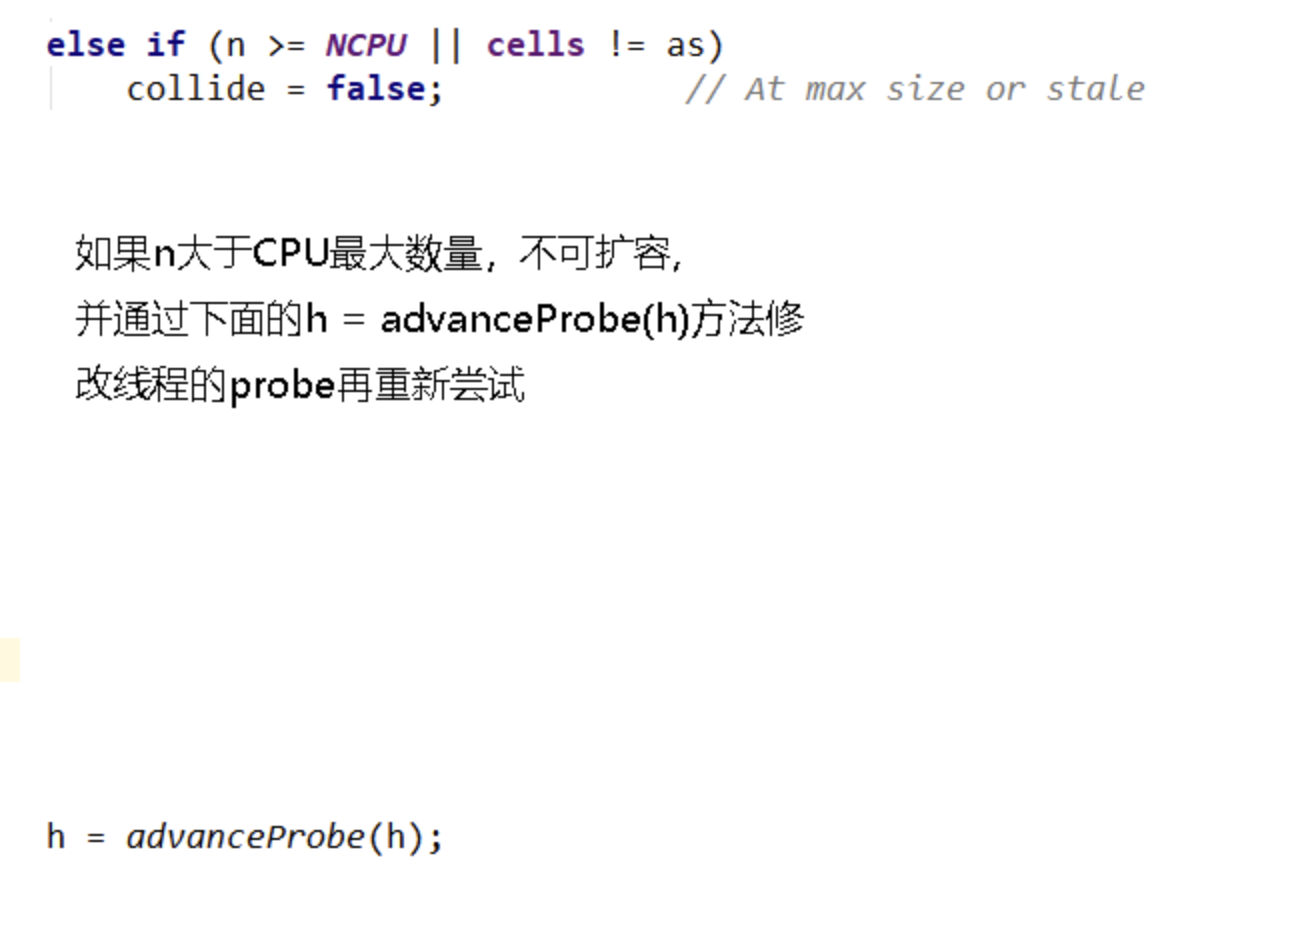 else if (n >= NCPU || cells != as)
collide = false; // At max size or stale
如果n大于CPU最大数量，不可扩容，
并通过下面的h = advanceProbe(h)方法修
改线程的probe再重新尝试
h = advanceProbe(h);